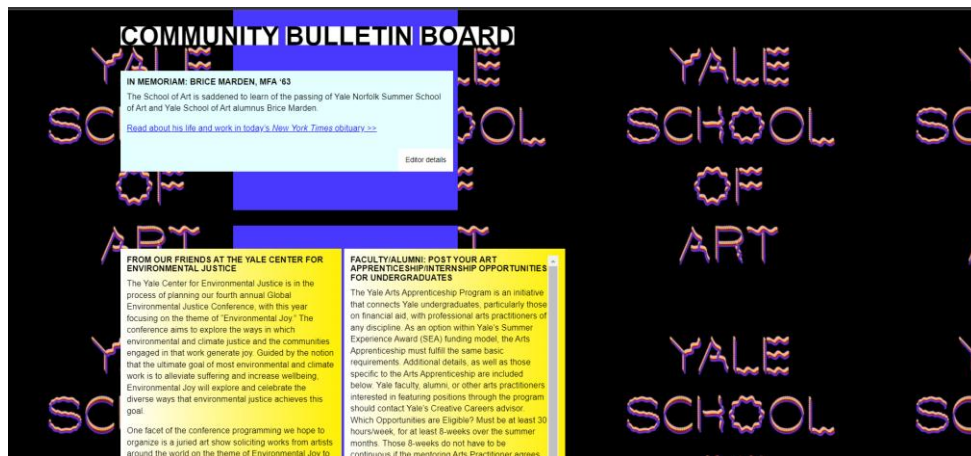 COMMUNITY BULLETIN BOARD
IN MEMORIAM: BRICE MARDEN, MFA ‘63
The School of Art is saddened to learn of the passing of Yale Norfolk Summer School
of Art and Yale School of Art alumnus Brice Marden.
Read about his life and work in today's New York Times obituary >>
Editor details
FROM OUR FRIENDS AT THE YALE CENTER FOR
ENVIRONMENTAL JUSTICE
The Yale Center for Environmental Justice is in the
process of planning our fourth annual Global
Environmental Justice Conference, with this year
focusing on the theme of "Environmental Joy." The
conference aims to explore the ways in which
environmental and climate justice and the communities
engaged in that work generate joy. Guided by the notion
that the ultimate goal of most environmental and climate
work is to alleviate suffering and increase wellbeing,
Environmental Joy will explore and celebrate the
diverse ways that environmental justice achieves this
goal.
One facet of the conference programming we hope to
organize is a juried art show soliciting works from artists
around the world on the theme of Environmental Joy to
FACULTY/ALUMNI: POST YOUR ART
APPRENTICESHIP/INTERNSHIP OPPORTUNITIES
FOR UNDERGRADUATES
The Yale Arts Apprenticeship Program is an initiative
that connects Yale undergraduates, particularly those
on financial aid, with professional arts practitioners of
any discipline. As an option within Yale's Summer
Experience Award (SEA) funding model, the Arts
Apprenticeship must fulfill the same basic
requirements. Additional details, as well as those
specific to the Arts Apprenticeship are included
below. Yale faculty, alumni, or other arts practitioners
interested in featuring positions through the program
should contact Yale's Creative Careers advisor.
Which Opportunities are Eligible? Must be at least 30
hours/week, for at least 8-weeks over the summer
months. Those 8-weeks do not have to be
continuous if the mentoring Arts Practitioner agrees
YALE
SCHOOL
OF
ART
YALE
SCHOOL